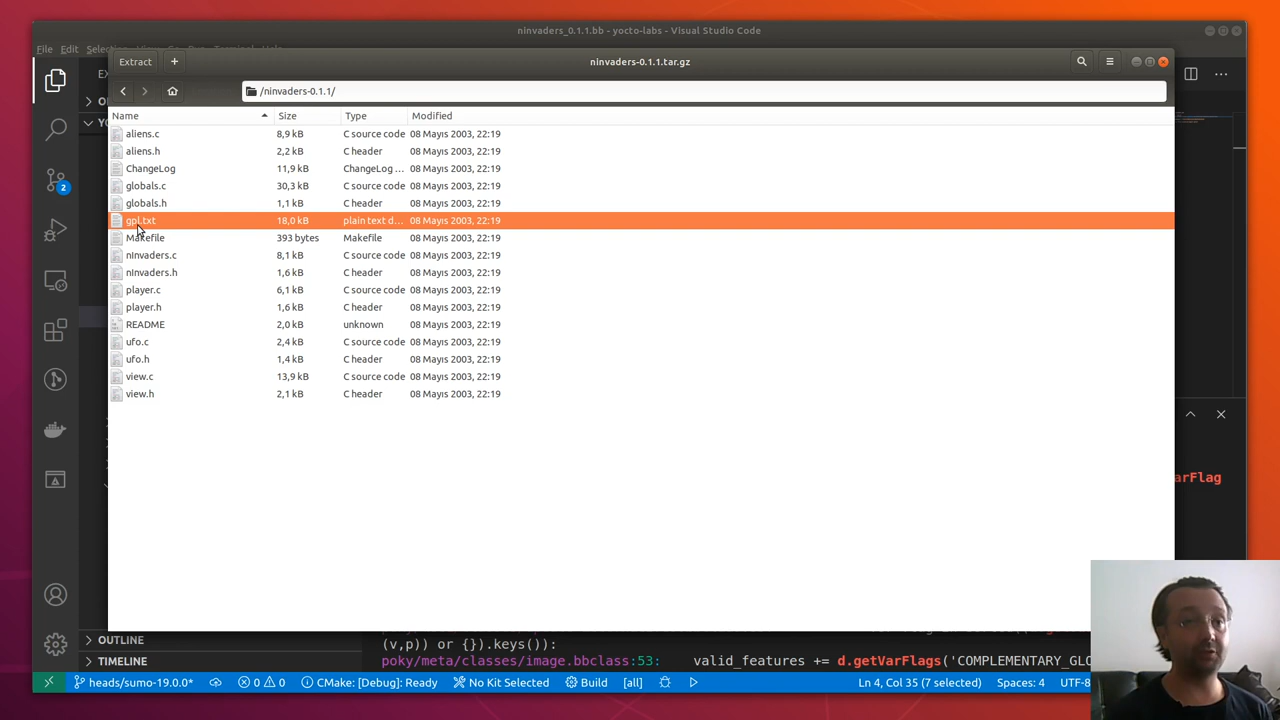 ninvaders_0.1.1.bb - yocto-labs - Visual Studio Code
File Edit
Extract + ninvaders-0.1.1.tar.gz
/ninvaders-0.1.1/
Name Size Type Modified
aliens.c 8,9 kB C source code 08 Mayıs 2003, 22:19
aliens.h 2,2 kB C header 08 Mayıs 2003, 22:19
ChangeLog 11,9 kB ChangeLog ... 08 Mayıs 2003, 22:19
globals.c 30,3 kB C source code 08 Mayıs 2003, 22:19
globals.h 1,1 kB C header 08 Mayıs 2003, 22:19
gpl.txt 18,0 kB plain text d... 08 Mayıs 2003, 22:19
Makefile 393 bytes Makefile 08 Mayıs 2003, 22:19
nInvaders.c 8,1 kB C source code 08 Mayıs 2003, 22:19
nInvaders.h 1,6 kB C header 08 Mayıs 2003, 22:19
player.c 6,1 kB C source code 08 Mayıs 2003, 22:19
player.h 1,6 kB C header 08 Mayıs 2003, 22:19
README 2,0 kB unknown 08 Mayıs 2003, 22:19
ufo.c 2,4 kB C source code 08 Mayıs 2003, 22:19
ufo.h 1,4 kB C header 08 Mayıs 2003, 22:19
view.c 13,9 kB C source code 08 Mayıs 2003, 22:19
view.h 2,1 kB C header 08 Mayıs 2003, 22:19
2
arFlag
OUTLINE
(v,p)) or {}).keys()):
TIMELINE
poky/meta/classes/image.bbclass:53: valid_features += d.getVarFlags('COMPLEMENTARY_GLO
heads/sumo-19.0.0* 0 0 CMake: [Debug]: Ready No Kit Selected Build [all] Ln 4, Col 35 (7 selected) Spaces: 4 UTF-8